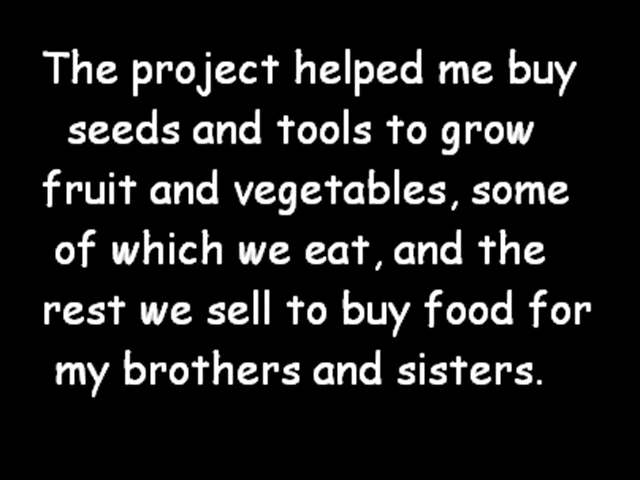 The project helped me buy
seeds and tools to grow
fruit and vegetables, some
of which we eat, and the
rest we sell to buy food for
my brothers and sisters.